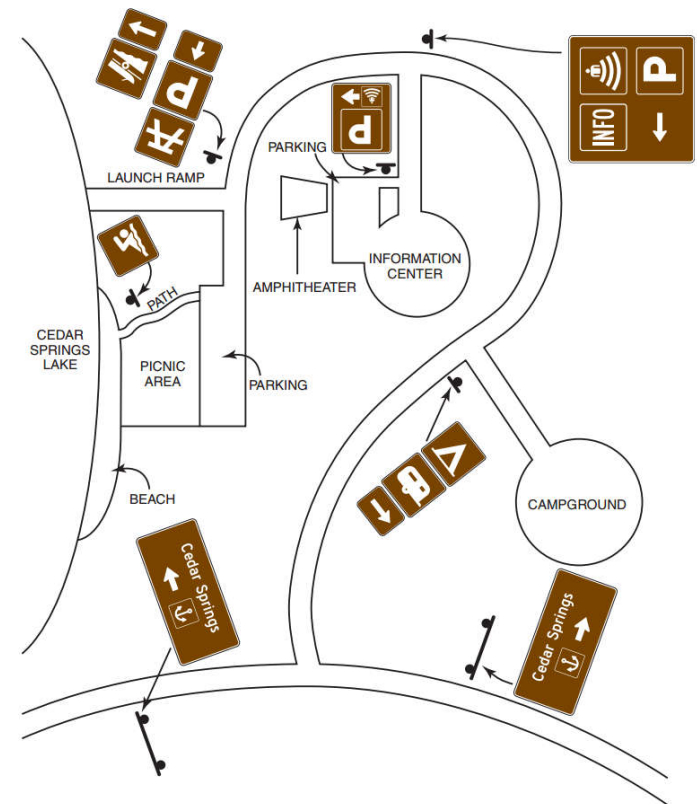 P
INFO
P
P
PARKING
LAUNCH RAMP
INFORMATION
CENTER
AMPHITHEATER
PATH
CEDAR
SPRINGS
LAKE
PICNIC
AREA
PARKING
BEACH
CAMPGROUND
Cedar Springs
Cedar Springs